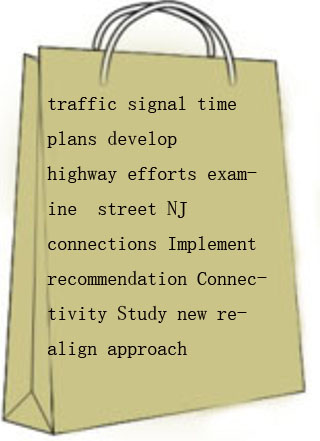 traffic signal time
plans develop
highway efforts exam-
ine  street NJ
connections Implement
recommendation Connec-
tivity Study new re-
align approach